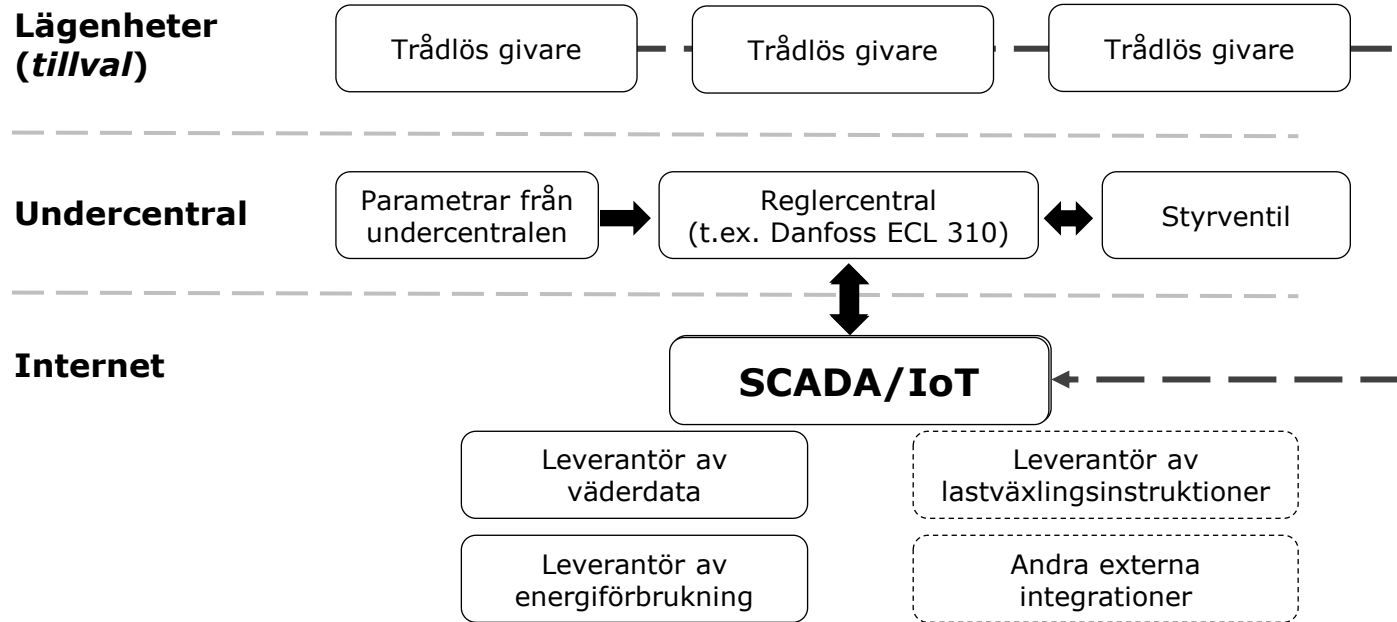 Lägenheter
(tillval)
Trådlös givare
Trådlös givare
Trådlös givare
Undercentral
Parametrar från
undercentralen
Reglercentral
(t.ex. Danfoss ECL 310)
Styrventil
Internet
SCADA/IoT
Leverantör av
väderdata
Leverantör av
lastväxlingsinstruktioner
Leverantör av
energiförbrukning
Andra externa
integrationer